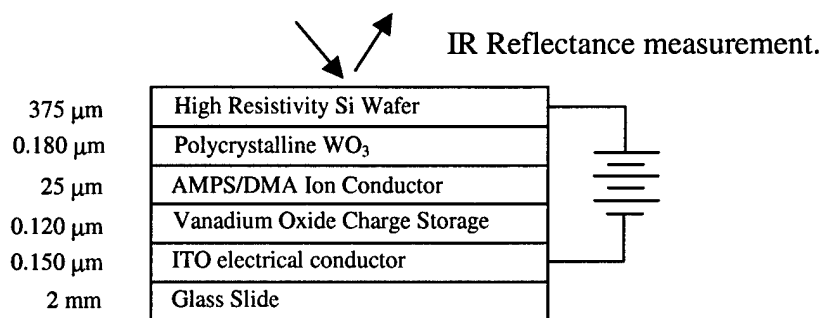 IR Reflectance measurement.
375 μm High Resistivity Si Wafer
0.180 μm Polycrystalline WO₃
25 μm AMPS/DMA Ion Conductor
0.120 μm Vanadium Oxide Charge Storage
0.150 μm ITO electrical conductor
2 mm Glass Slide